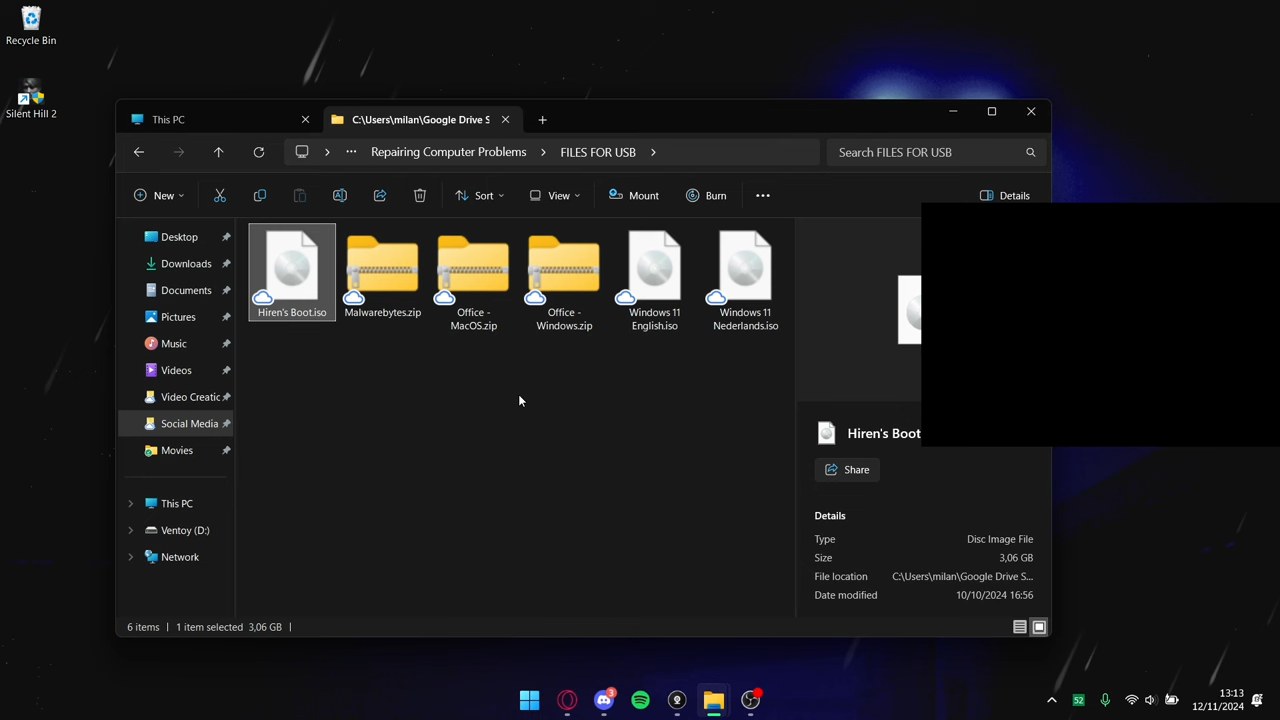 Recycle Bin
Silent Hill 2
This PC
C:\Users\milan\Google Drive S
Repairing Computer Problems
FILES FOR USB
Search FILES FOR USB
New
Sort
View
Mount
Burn
Details
Desktop
Downloads
Documents
Pictures
Music
Videos
Video Creatic
Social Media
Movies
This PC
Ventoy (D:)
Network
Hiren's Boot.iso
Malwarebytes.zip
Office -
MacOS.zip
Office -
Windows.zip
Windows 11
English.iso
Windows 11
Nederlands.iso
Hiren's Boot
Share
Details
Type
Disc Image File
Size
3,06 GB
File location
C:\Users\milan\Google Drive S...
Date modified
10/10/2024 16:56
6 items
1 item selected 3,06 GB
3
S2
13:13
12/11/2024